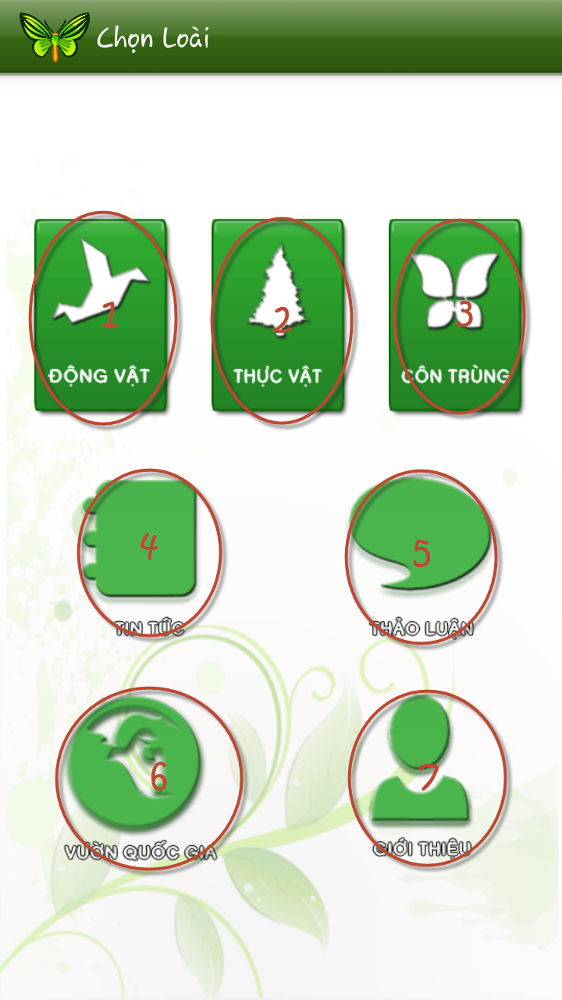 Chọn Loài
1
2
3
ĐỘNG VẬT
THỰC VẬT
CÔN TRÙNG
4
5
TIN TỨC
THẢO LUẬN
6
7
VƯỜN QUỐC GIA
GIỚI THIỆU